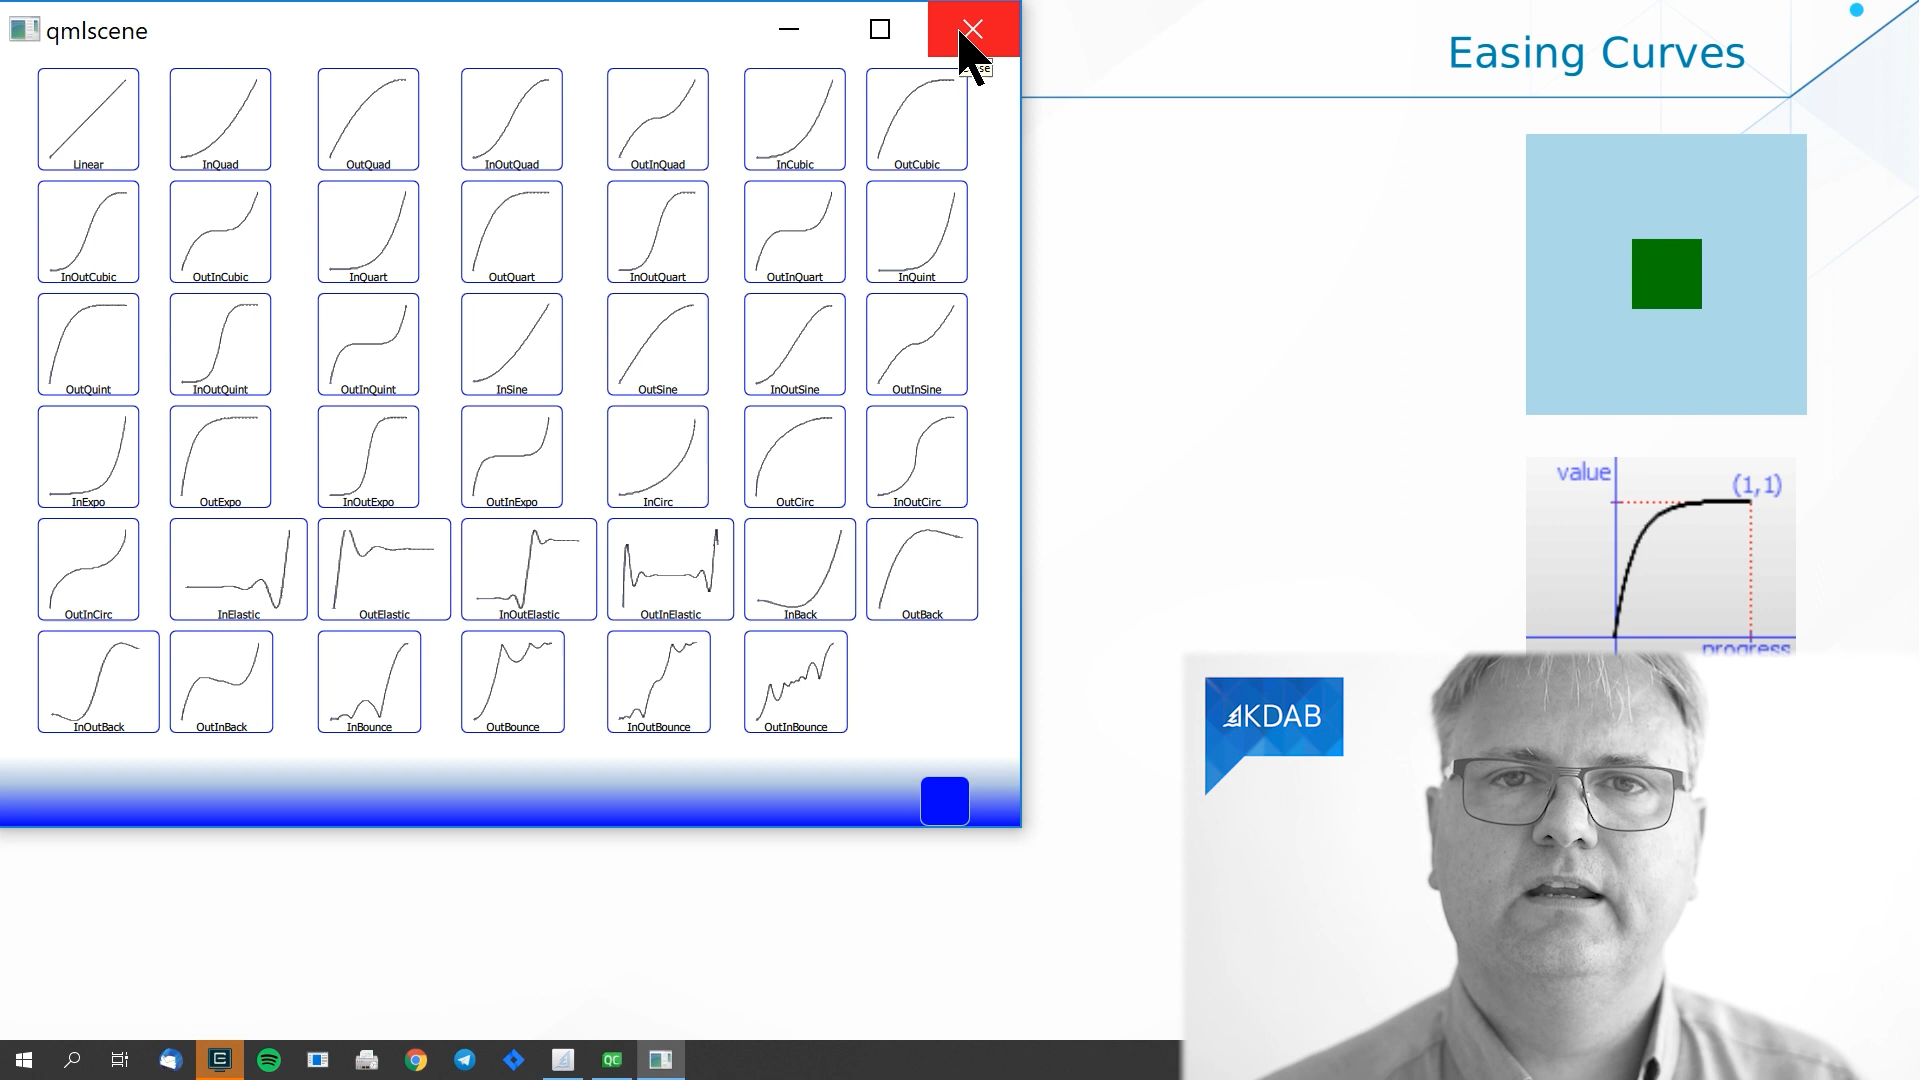 qmlscene
Easing Curves
Linear
InQuad
OutQuad
InOutQuad
OutInQuad
InCubic
OutCubic
InOutCubic
OutInCubic
InQuart
OutQuart
InOutQuart
OutInQuart
InQuint
OutQuint
InOutQuint
OutInQuint
InSine
OutSine
InOutSine
OutInSine
InExpo
OutExpo
InOutExpo
OutInExpo
InCirc
OutCirc
InOutCirc
OutInCirc
InElastic
OutElastic
InOutElastic
OutInElastic
InBack
OutBack
InOutBack
OutInBack
InBounce
OutBounce
InOutBounce
OutInBounce
value
(1,1)
progress
KDAB
QC